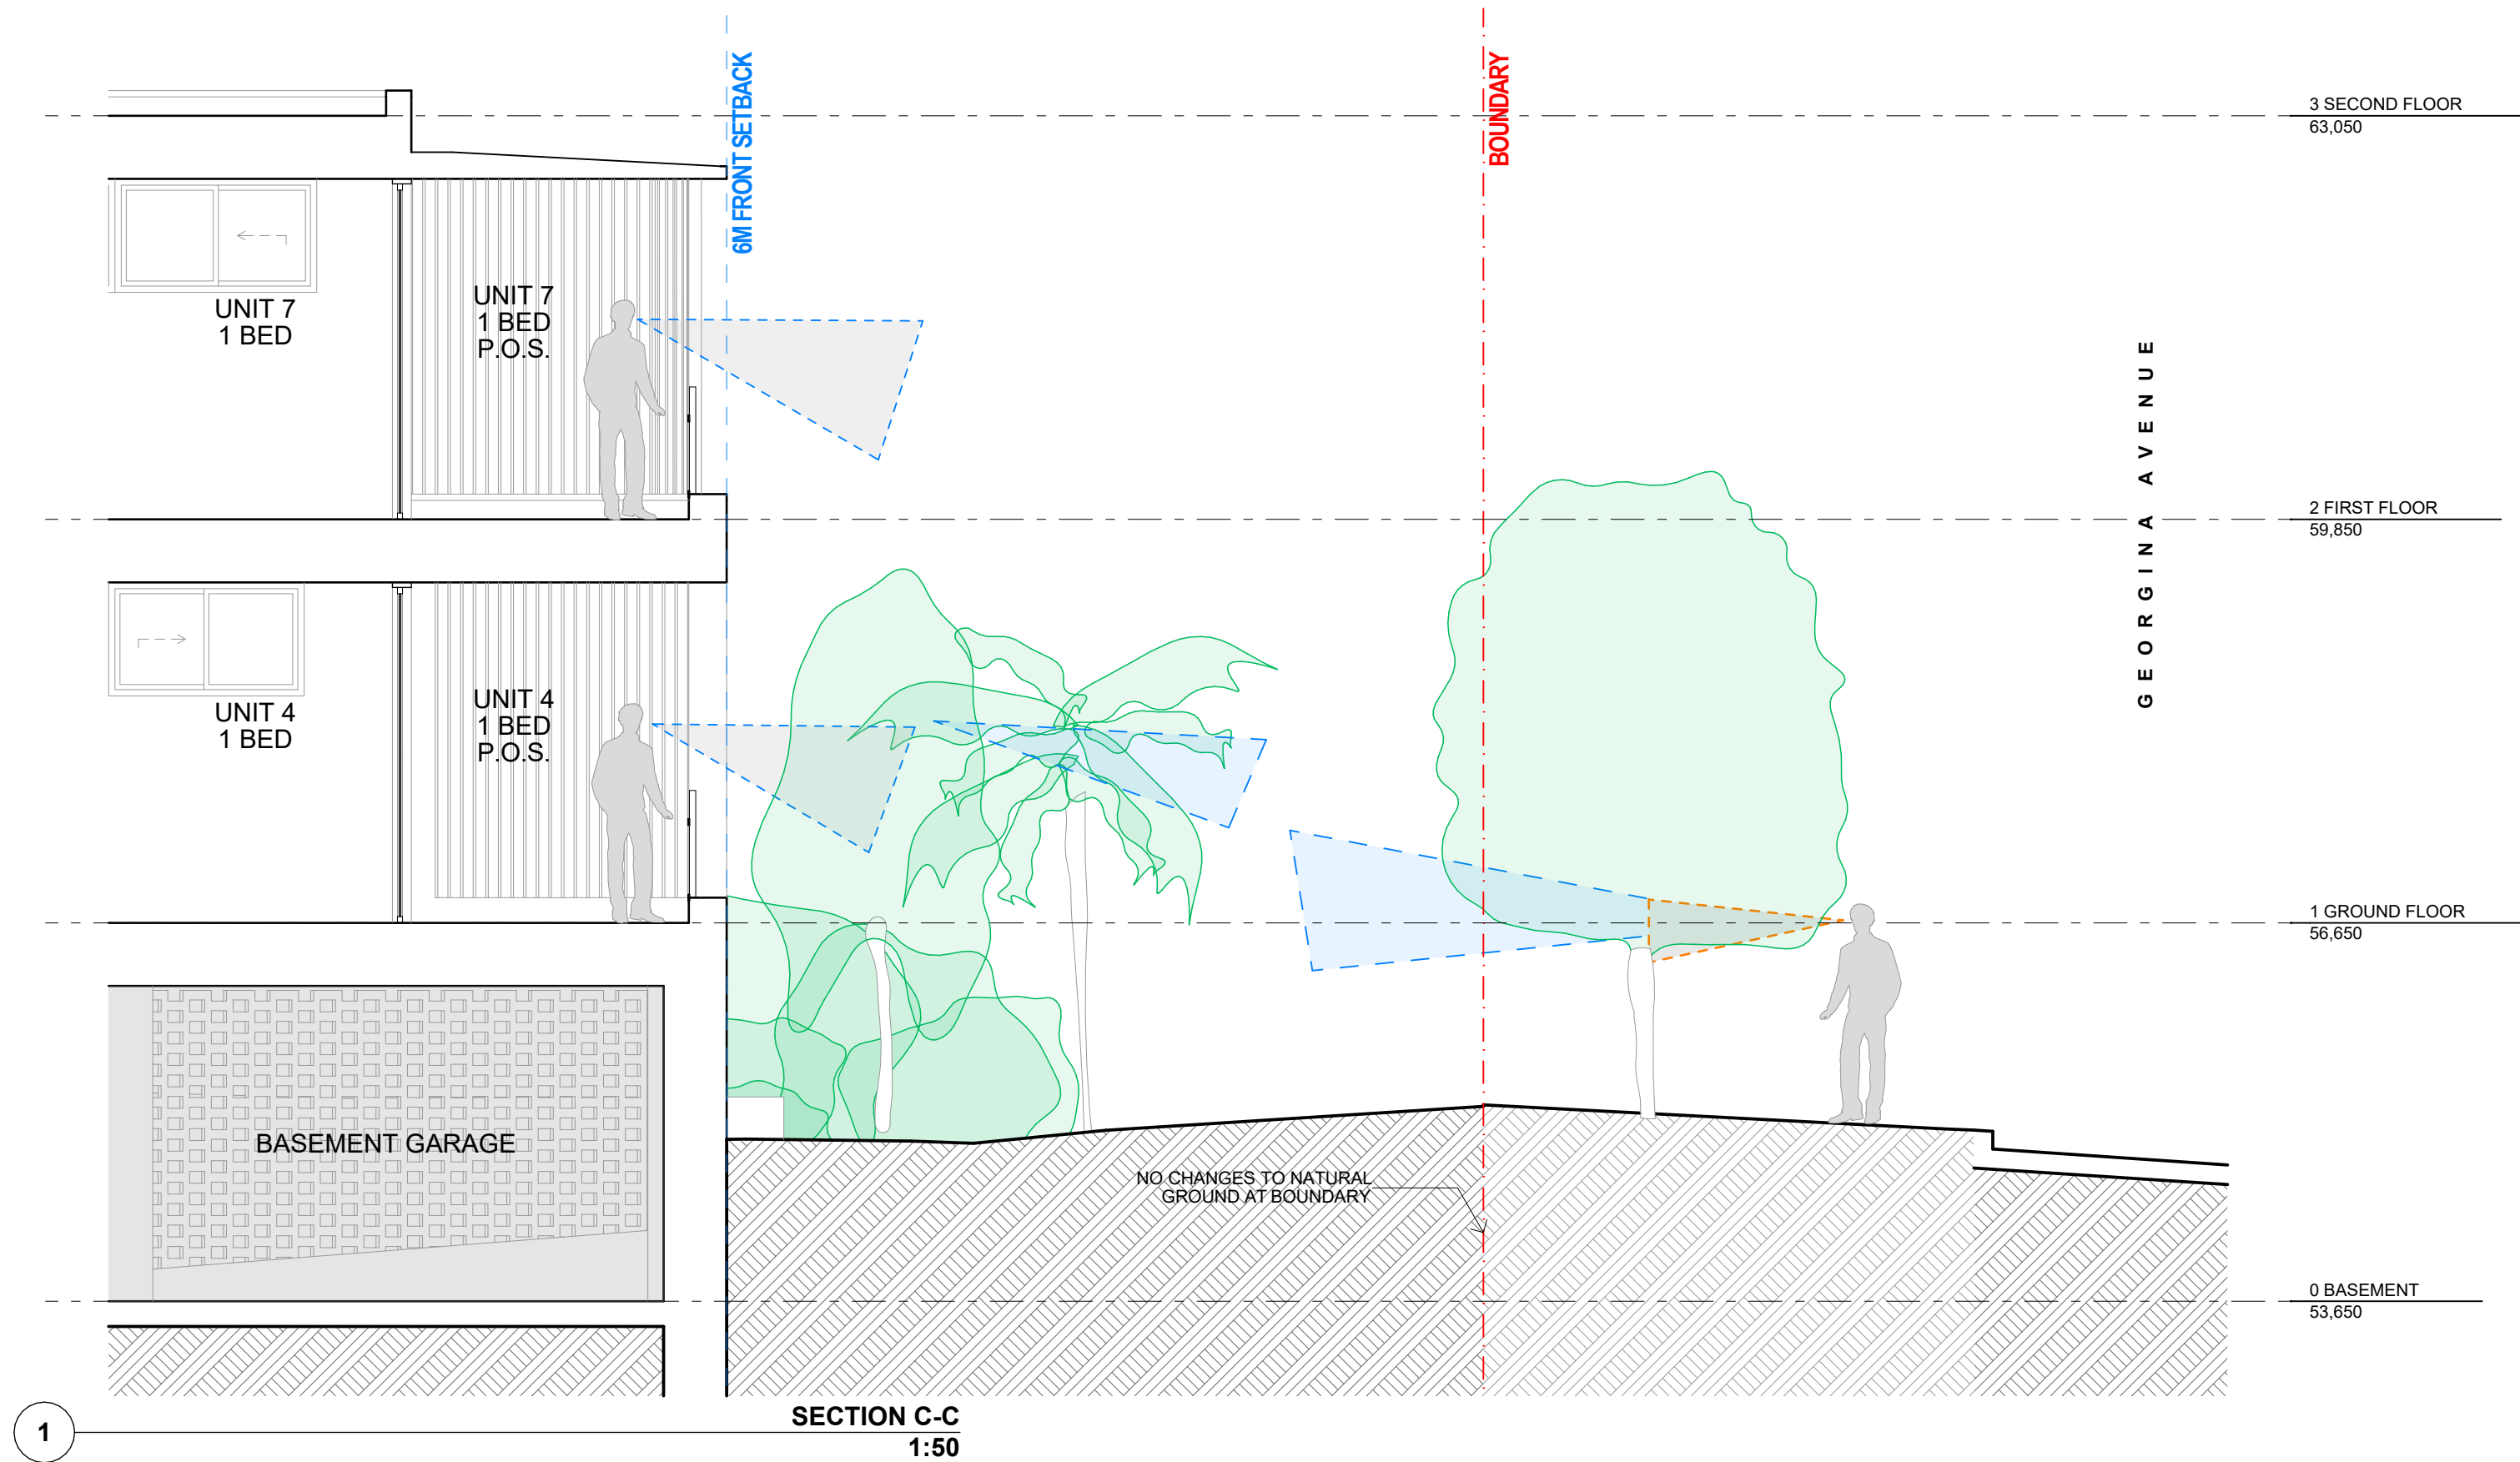 6M FRONT SETBACK
BOUNDARY
3 SECOND FLOOR
63,050
UNIT 7
1 BED
UNIT 7
1 BED
P.O.S.
GEORGINA AVENUE
2 FIRST FLOOR
59,850
UNIT 4
1 BED
UNIT 4
1 BED
P.O.S.
1 GROUND FLOOR
56,650
BASEMENT GARAGE
NO CHANGES TO NATURAL
GROUND AT BOUNDARY
0 BASEMENT
53,650
1
SECTION C-C
1:50